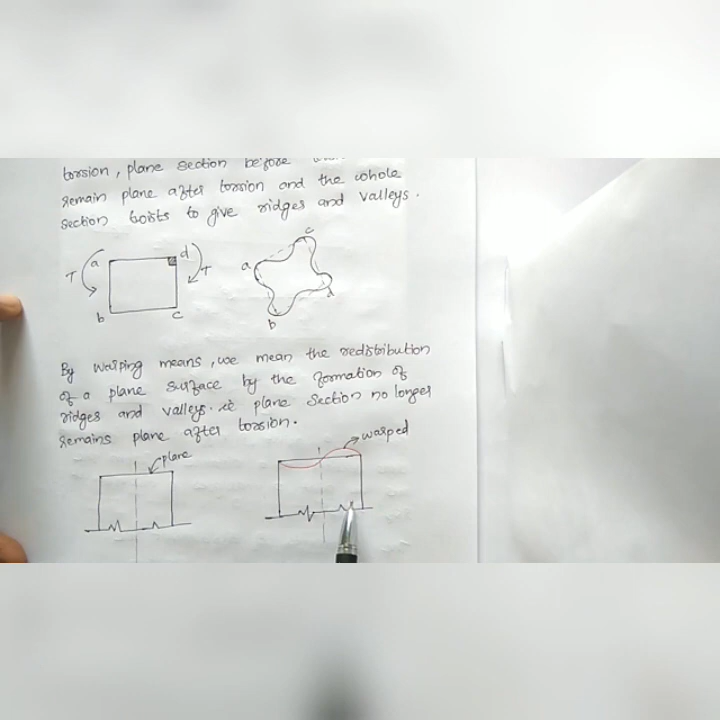 torsion, plane section before
remain plane after torsion and the whole
section twists to give ridges and valleys.
a d c
T T a
b c d
b
By warping means, we mean the redistribution
of a plane surface by the formation of
ridges and valleys. ie plane section no longer
remains plane after torsion.
plane warped